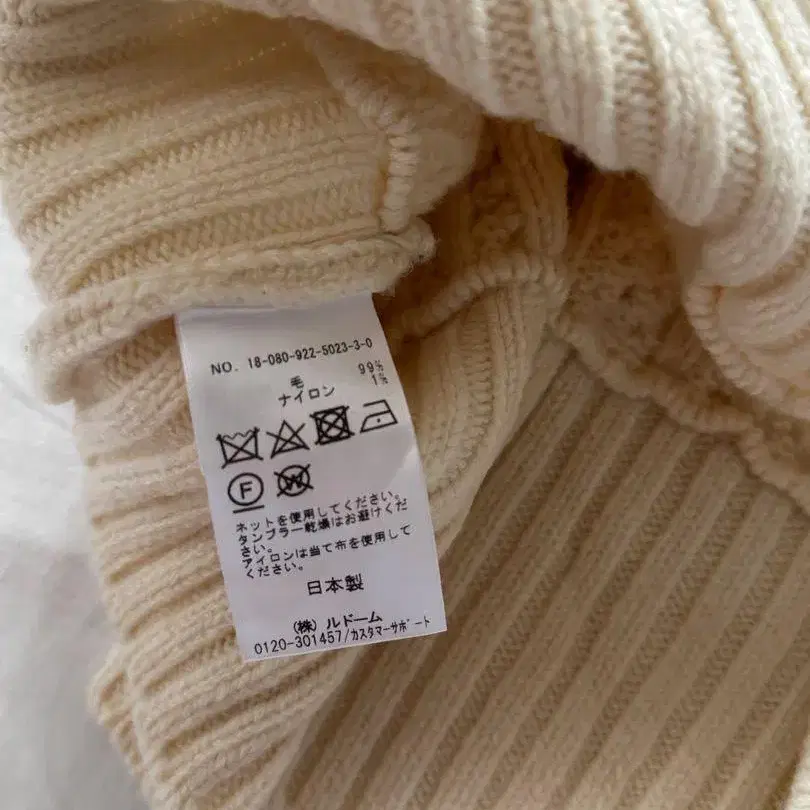 NO. 18-080-922-5023-3-0
毛 99%
ナイロン 1%
F
W
ネットを使用してください。
タンブラー乾燥はお避けくだ
さい。
アイロンは当て布を使用して
ください。
日本製
(株)ルドーム
0120-301457/カスタマーサポート